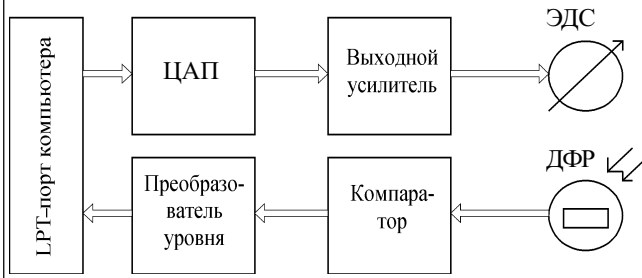 LPT-порт компьютера
ЦАП
Выходной
усилитель
ЭДС
Преобразо-
ватель
уровня
Компара-
тор
ДФР